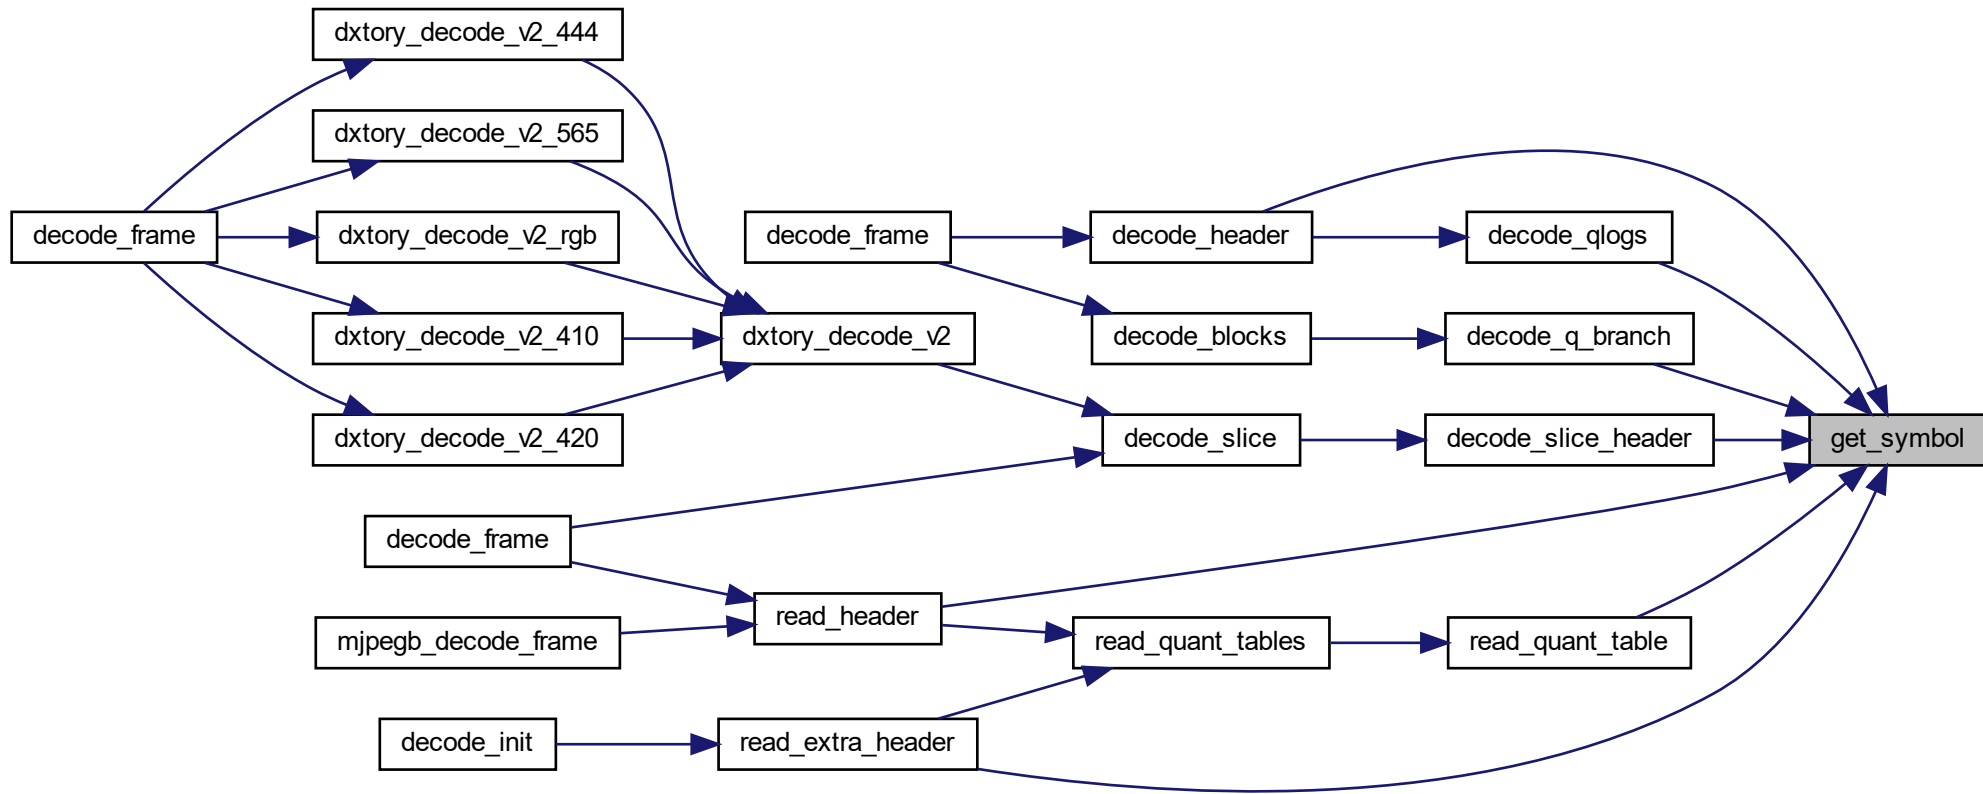 dxtory_decode_v2_444
dxtory_decode_v2_565
decode_frame
dxtory_decode_v2_rgb
decode_frame
decode_header
decode_qlogs
dxtory_decode_v2_410
dxtory_decode_v2
decode_blocks
decode_q_branch
dxtory_decode_v2_420
decode_slice
decode_slice_header
get_symbol
decode_frame
read_header
mjpegb_decode_frame
read_quant_tables
read_quant_table
decode_init
read_extra_header